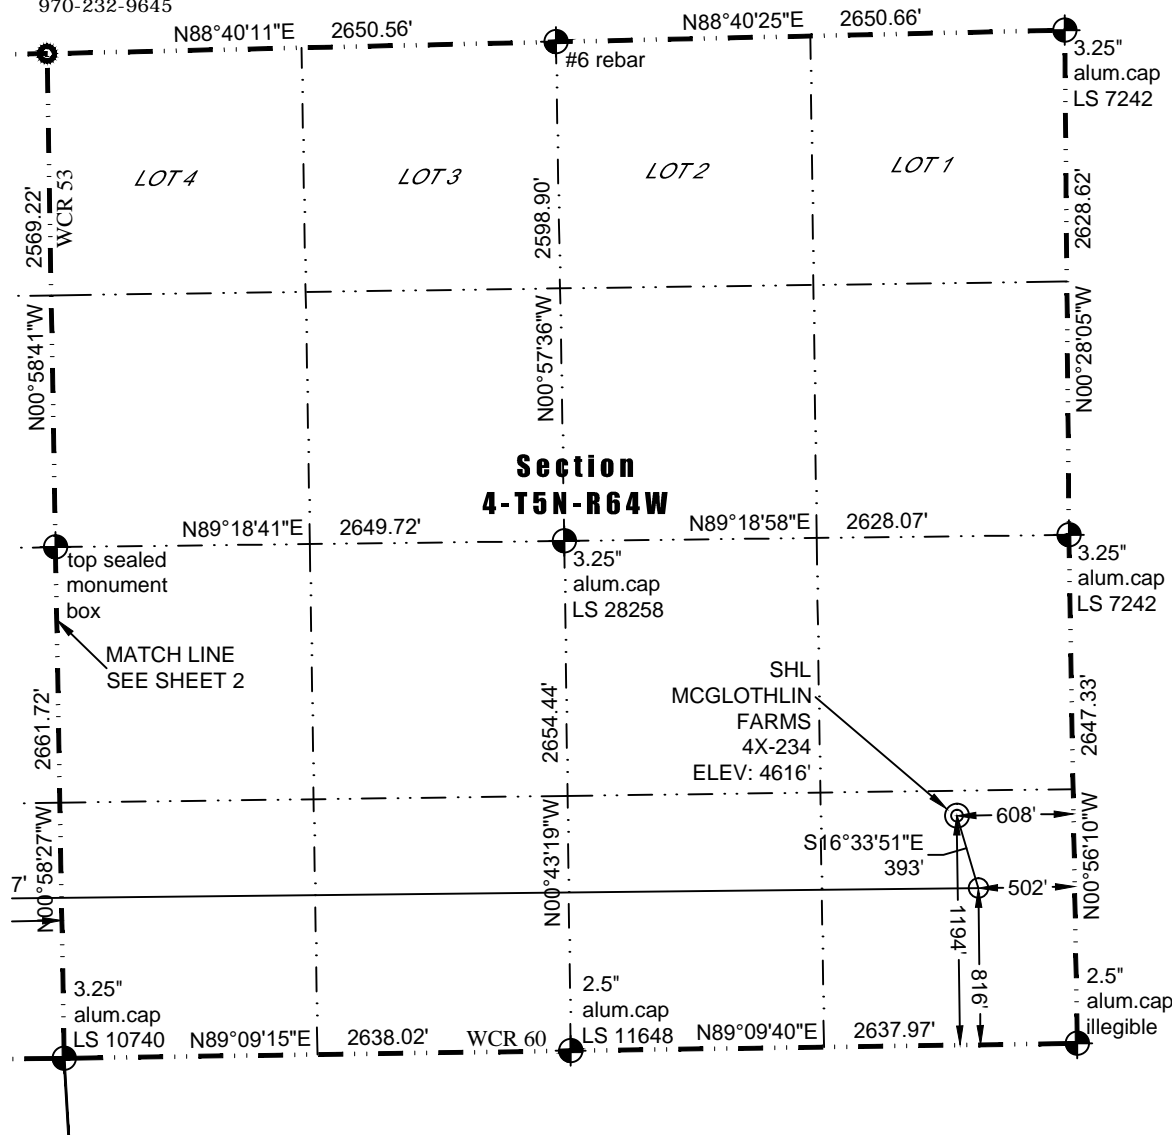 970-232-9645
N88°40'11"E 2650.56'
N88°40'25"E 2650.66'
#6 rebar
3.25"
alum.cap
LS 7242
LOT 4
LOT 3
LOT 2
LOT 1
2569.22'
WCR 53
2598.90'
2628.62'
N00°58'41"W
N00°57'36"W
N00°28'05"W
Section
4-T5N-R64W
N89°18'41"E 2649.72'
N89°18'58"E 2628.07'
top sealed
monument
box
3.25"
alum.cap
LS 28258
3.25"
alum.cap
LS 7242
MATCH LINE
SEE SHEET 2
SHL
MCGLOTHLIN
FARMS
4X-234
ELEV: 4616'
2661.72'
2654.44'
2647.33'
608'
S16°33'51"E
393'
N00°58'27"W
N00°43'19"W
N00°56'10"W
7'
502'
1194'
816'
3.25"
alum.cap
LS 10740
2.5"
alum.cap
LS 11648
2.5"
alum.cap
illegible
N89°09'15"E 2638.02'
WCR 60
N89°09'40"E 2637.97'